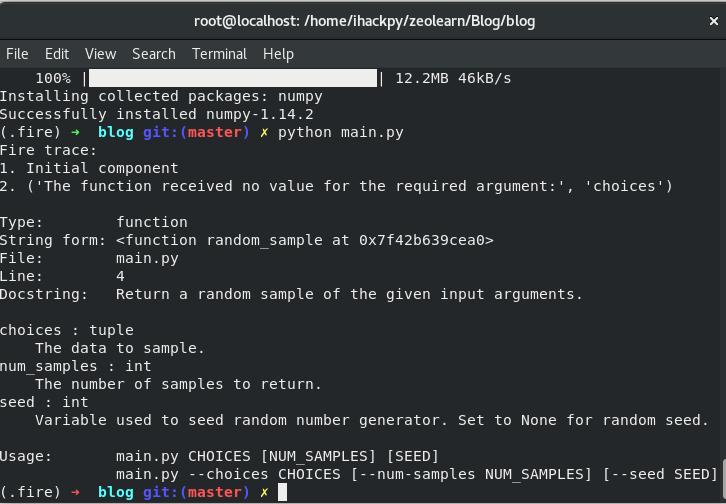 root@localhost: /home/ihackpy/zeolearn/Blog/blog ×
File Edit View Search Terminal Help
100% |████████████████████████████████| 12.2MB 46kB/s
Installing collected packages: numpy
Successfully installed numpy-1.14.2
(.fire) ➜ blog git:(master) ✗ python main.py
Fire trace:
1. Initial component
2. ('The function received no value for the required argument:', 'choices')
Type: function
String form: <function random_sample at 0x7f42b639cea0>
File: main.py
Line: 4
Docstring: Return a random sample of the given input arguments.
choices : tuple
The data to sample.
num_samples : int
The number of samples to return.
seed : int
Variable used to seed random number generator. Set to None for random seed.
Usage: main.py CHOICES [NUM_SAMPLES] [SEED]
main.py --choices CHOICES [--num-samples NUM_SAMPLES] [--seed SEED]
(.fire) ➜ blog git:(master) ✗